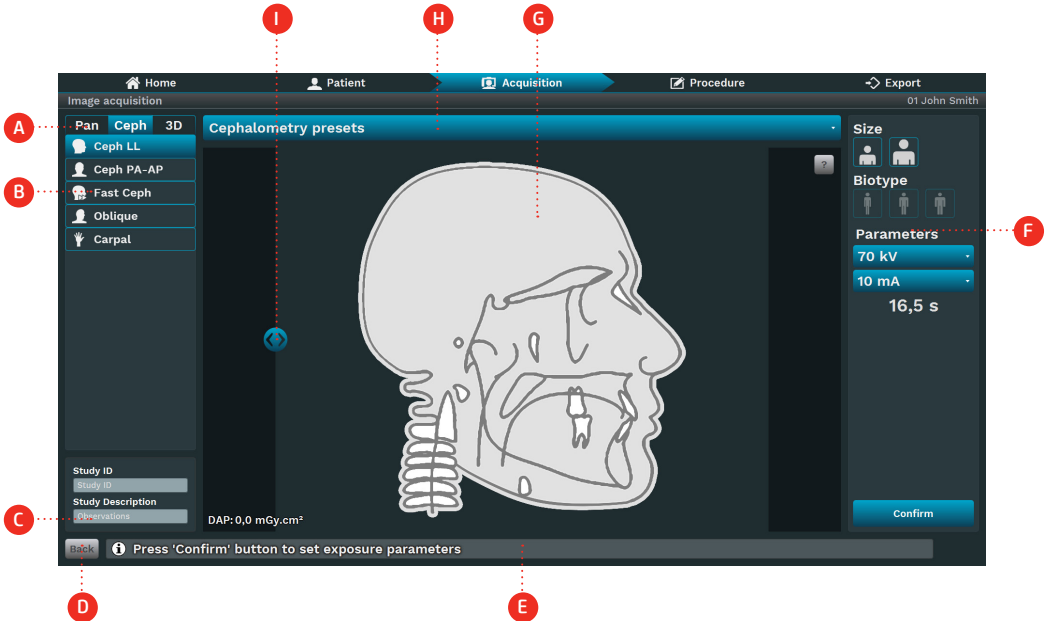 I H G
Home Patient Acquisition Procedure Export
Image acquisition 01 John Smith
A
Pan Ceph 3D
Cephalometry presets
Size
Ceph LL
Ceph PA-AP
?
B
Fast Ceph
Biotype
Oblique
F
Parameters
Carpal
70 kV
10 mA
16,5 s
Study ID
Study ID
Study Description
C
Observations
DAP: 0,0 mGy.cm²
Confirm
Back
Press 'Confirm' button to set exposure parameters
D E